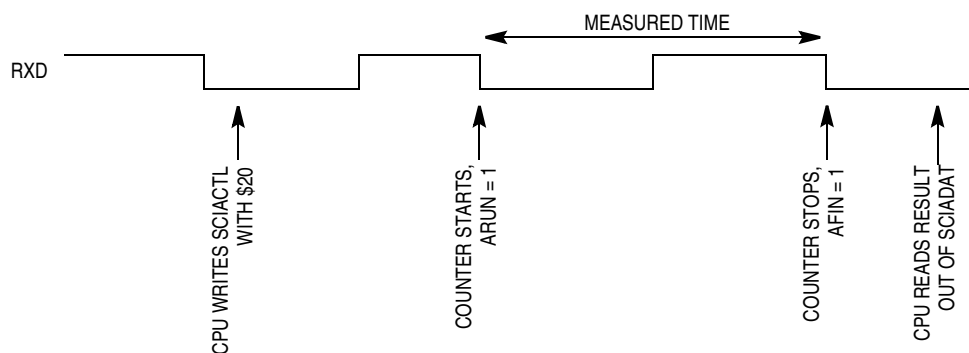 MEASURED TIME
RXD
CPU WRITES SCIACTL
WITH $20
COUNTER STARTS,
ARUN = 1
COUNTER STOPS,
AFIN = 1
CPU READS RESULT
OUT OF SCIADAT